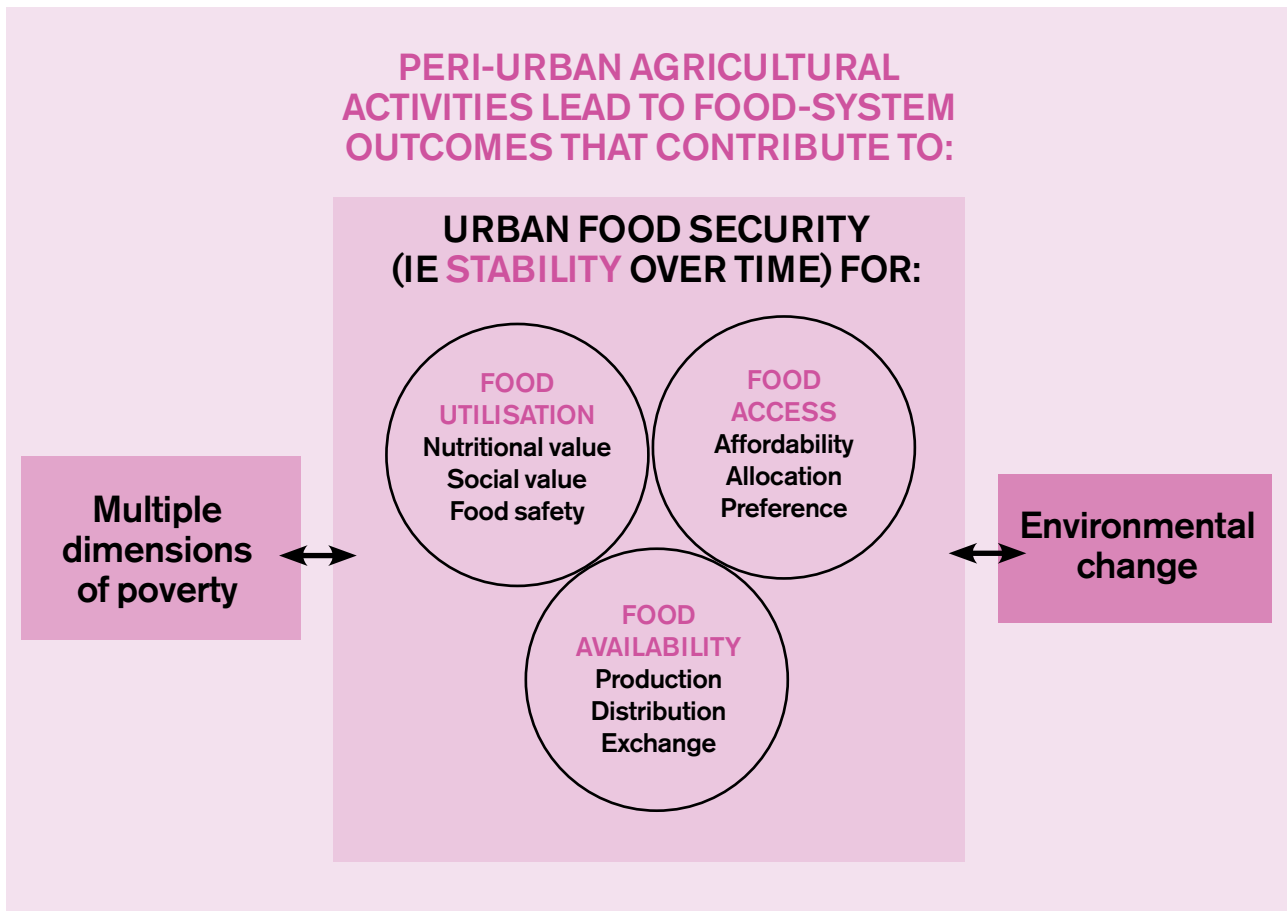 PERI-URBAN AGRICULTURAL
ACTIVITIES LEAD TO FOOD-SYSTEM
OUTCOMES THAT CONTRIBUTE TO:
URBAN FOOD SECURITY
(IE STABILITY OVER TIME) FOR:
FOOD
UTILISATION
Nutritional value
Social value
Food safety
FOOD
ACCESS
Affordability
Allocation
Preference
FOOD
AVAILABILITY
Production
Distribution
Exchange
Multiple
dimensions
of poverty
Environmental
change